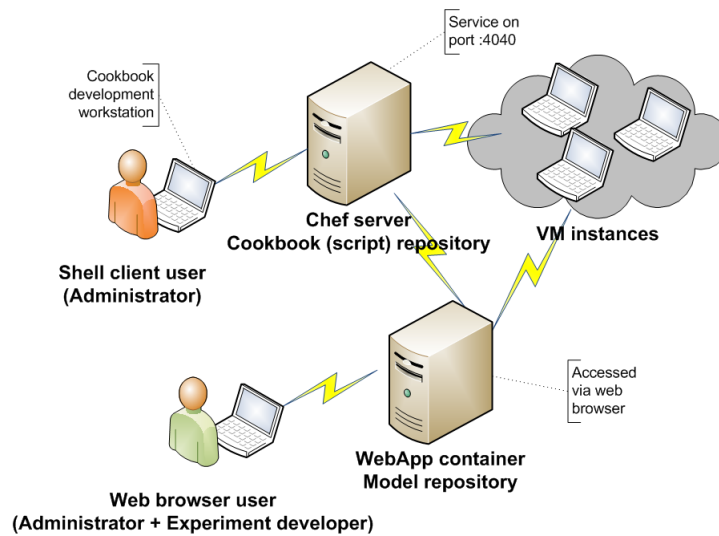 Service on
port :4040
Cookbook
development
workstation
Chef server
Cookbook (script) repository
VM instances
Shell client user
(Administrator)
Accessed
via web
browser
WebApp container
Model repository
Web browser user
(Administrator + Experiment developer)